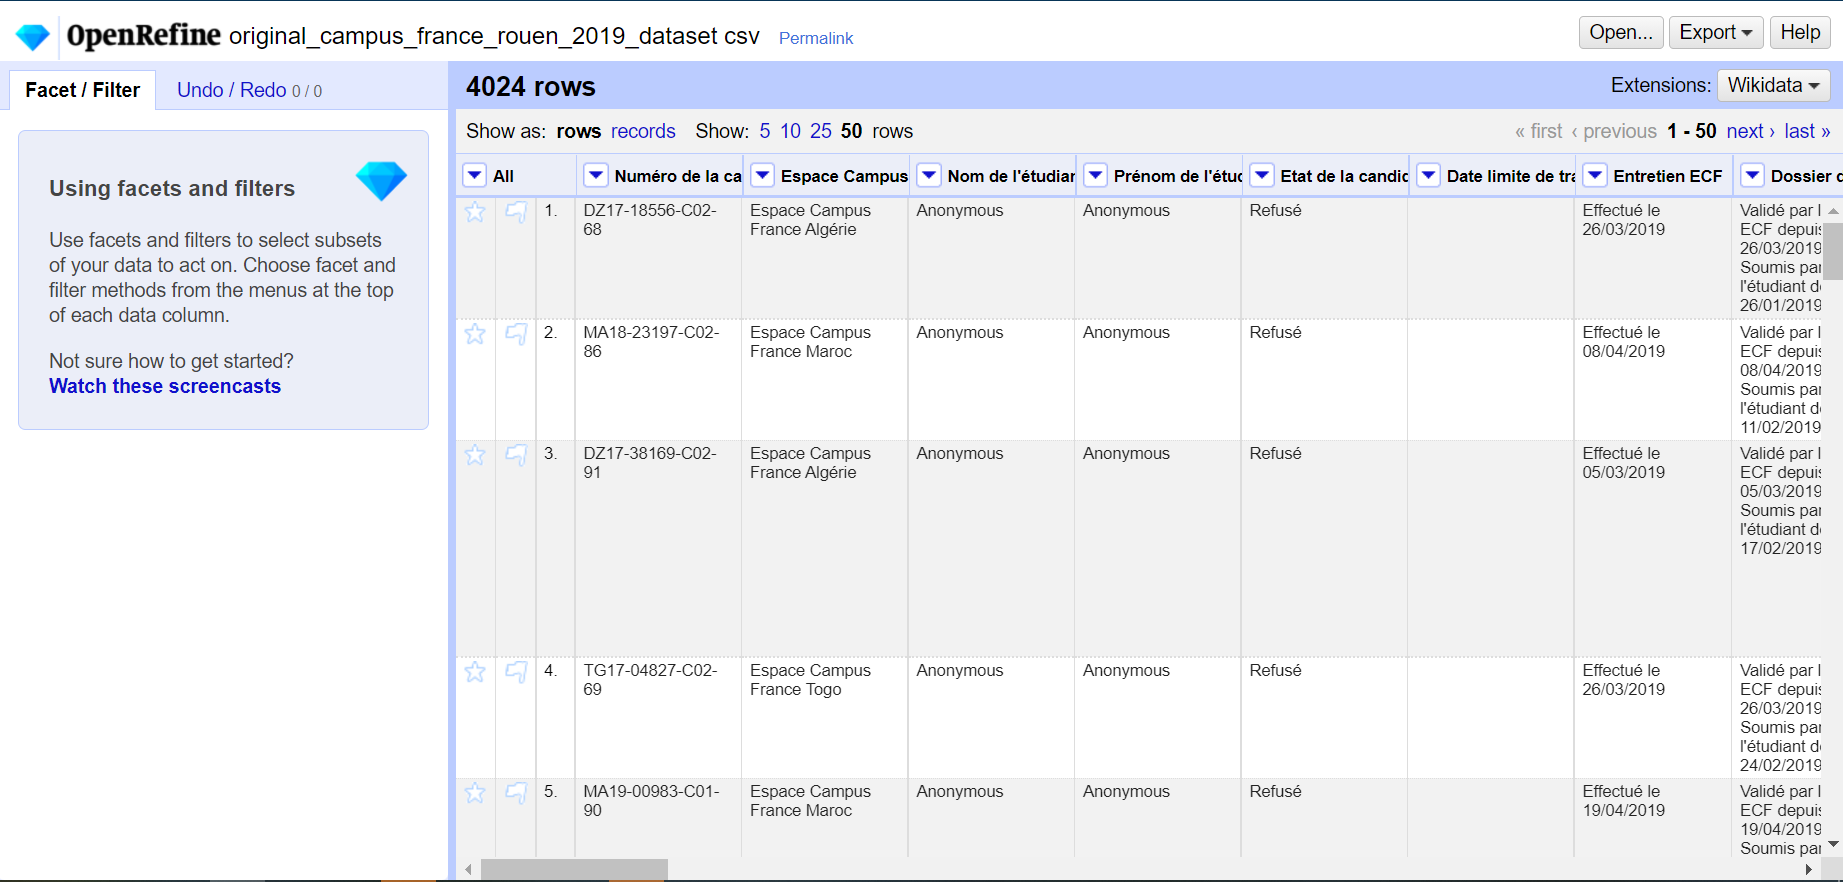 OpenRefine original_campus_france_rouen_2019_dataset csv Permalink Open... Export Help
Facet / Filter Undo / Redo 0 / 0
4024 rows Extensions: Wikidata
Show as: rows records Show: 5 10 25 50 rows « first ‹ previous 1 - 50 next › last »
Using facets and filters
Use facets and filters to select subsets
of your data to act on. Choose facet and
filter methods from the menus at the top
of each data column.
Not sure how to get started?
Watch these screencasts
All Numéro de la ca Espace Campus Nom de l'étudiar Prénom de l'étuc Etat de la candic Date limite de tra Entretien ECF Dossier c
1. DZ17-18556-C02-68 Espace Campus France Algérie Anonymous Anonymous Refusé Effectué le 26/03/2019 Validé par l
ECF depuis
26/03/2019
Soumis par
l'étudiant de
26/01/2019
2. MA18-23197-C02-86 Espace Campus France Maroc Anonymous Anonymous Refusé Effectué le 08/04/2019 Validé par l
ECF depuis
08/04/2019
Soumis par
l'étudiant de
11/02/2019
3. DZ17-38169-C02-91 Espace Campus France Algérie Anonymous Anonymous Refusé Effectué le 05/03/2019 Validé par l
ECF depuis
05/03/2019
Soumis par
l'étudiant de
17/02/2019
4. TG17-04827-C02-69 Espace Campus France Togo Anonymous Anonymous Refusé Effectué le 26/03/2019 Validé par l
ECF depuis
26/03/2019
Soumis par
l'étudiant de
24/02/2019
5. MA19-00983-C01-90 Espace Campus France Maroc Anonymous Anonymous Refusé Effectué le 19/04/2019 Validé par l
ECF depuis
19/04/2019
Soumis par